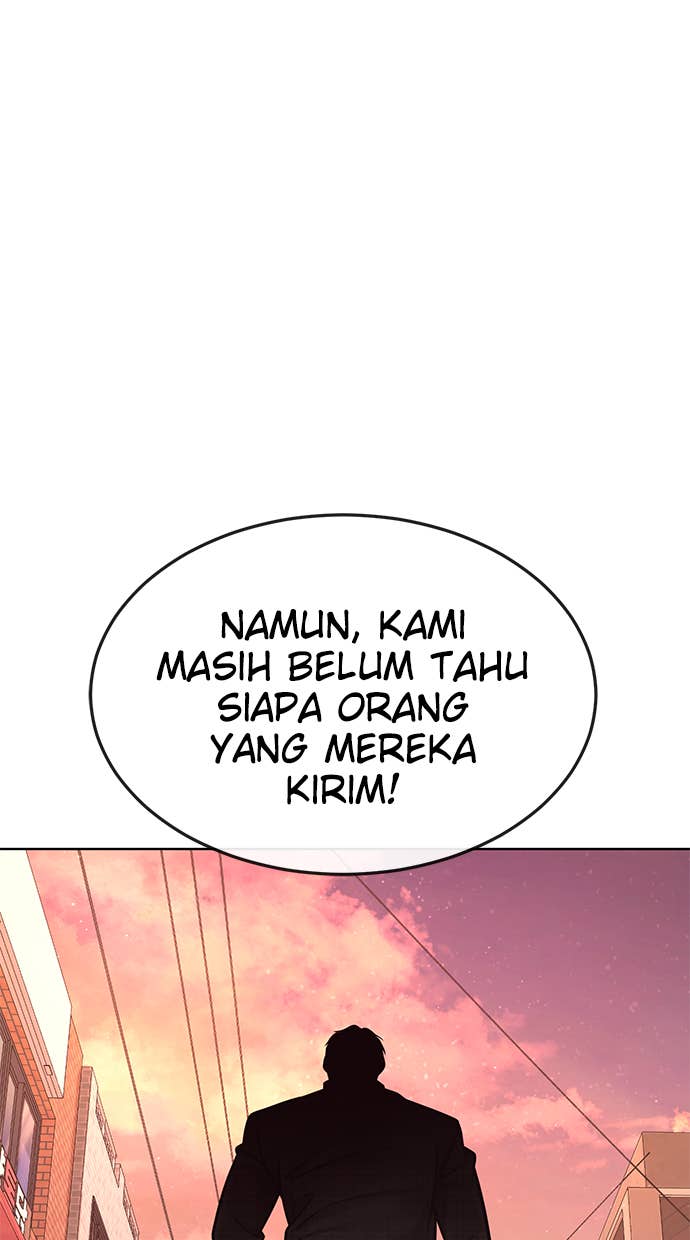 NAMUN, KAMI
MASIH BELUM TAHU
SIAPA ORANG
YANG MEREKA
KIRIM!